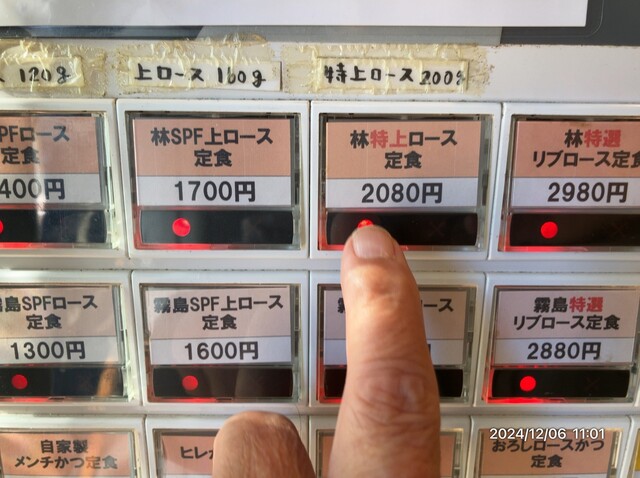 120g
上ロース 160g
特上ロース 200g
SPFロース
定食
400円
林SPF上ロース
定食
1700円
林特上ロース
定食
2080円
林特選
リブロース定食
2980円
霧島SPFロース
定食
1300円
霧島SPF上ロース
定食
1600円
ース
円
霧島特選
リブロース定食
2880円
自家製
メンチかつ定食
ヒレ
おろしロースかつ
定食
2024/12/06 11:01